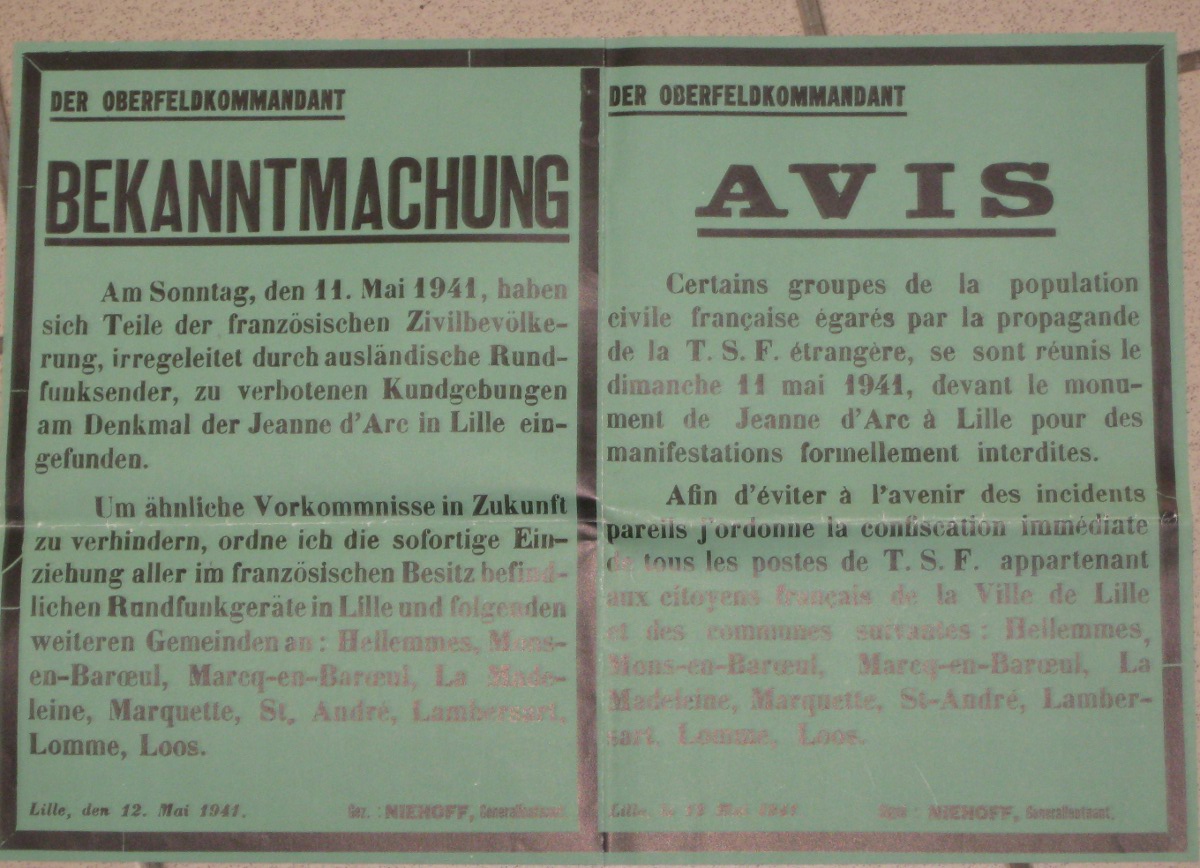 DER OBERFELDKOMMANDANT
BEKANNTMACHUNG
Am Sonntag, den 11. Mai 1941, haben
sich Teile der französischen Zivilbevölke-
rung, irregeleitet durch ausländische Rund-
funksender, zu verbotenen Kundgebungen
am Denkmal der Jeanne d'Arc in Lille ein-
gefunden.
Um ähnliche Vorkommnisse in Zukunft
zu verhindern, ordne ich die sofortige Ein-
ziehung aller im französischen Besitz befind-
lichen Rundfunkgeräte in Lille und folgenden
weiteren Gemeinden an : Hellemmes, Mons-
en-Barœul, Marcq-en-Barœul, La Made-
leine, Marquette, St. André, Lambersart,
Lomme, Loos.
Lille, den 12. Mai 1941.
Gez. : NIEHOFF, Generalleutnant.
DER OBERFELDKOMMANDANT
AVIS
Certains groupes de la population
civile française égarés par la propagande
de la T. S. F. étrangère, se sont réunis le
dimanche 11 mai 1941, devant le monu-
ment de Jeanne d'Arc à Lille pour des
manifestations formellement interdites.
Afin d'éviter à l'avenir des incidents
pareils j'ordonne la confiscation immédiate
de tous les postes de T. S. F. appartenant
aux citoyens français de la Ville de Lille
et des communes suivantes : Hellemmes,
Mons-en-Barœul, Marcq-en-Barœul, La
Madeleine, Marquette, St-André, Lamber-
sart, Lomme, Loos.
Lille, Mai 1941
NIEHOFF, Generalleutnant.